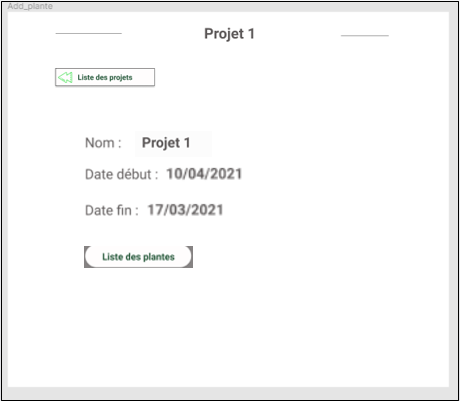 Add_plante
Projet 1
Liste des projets
Nom : Projet 1
Date début : 10/04/2021
Date fin : 17/03/2021
Liste des plantes